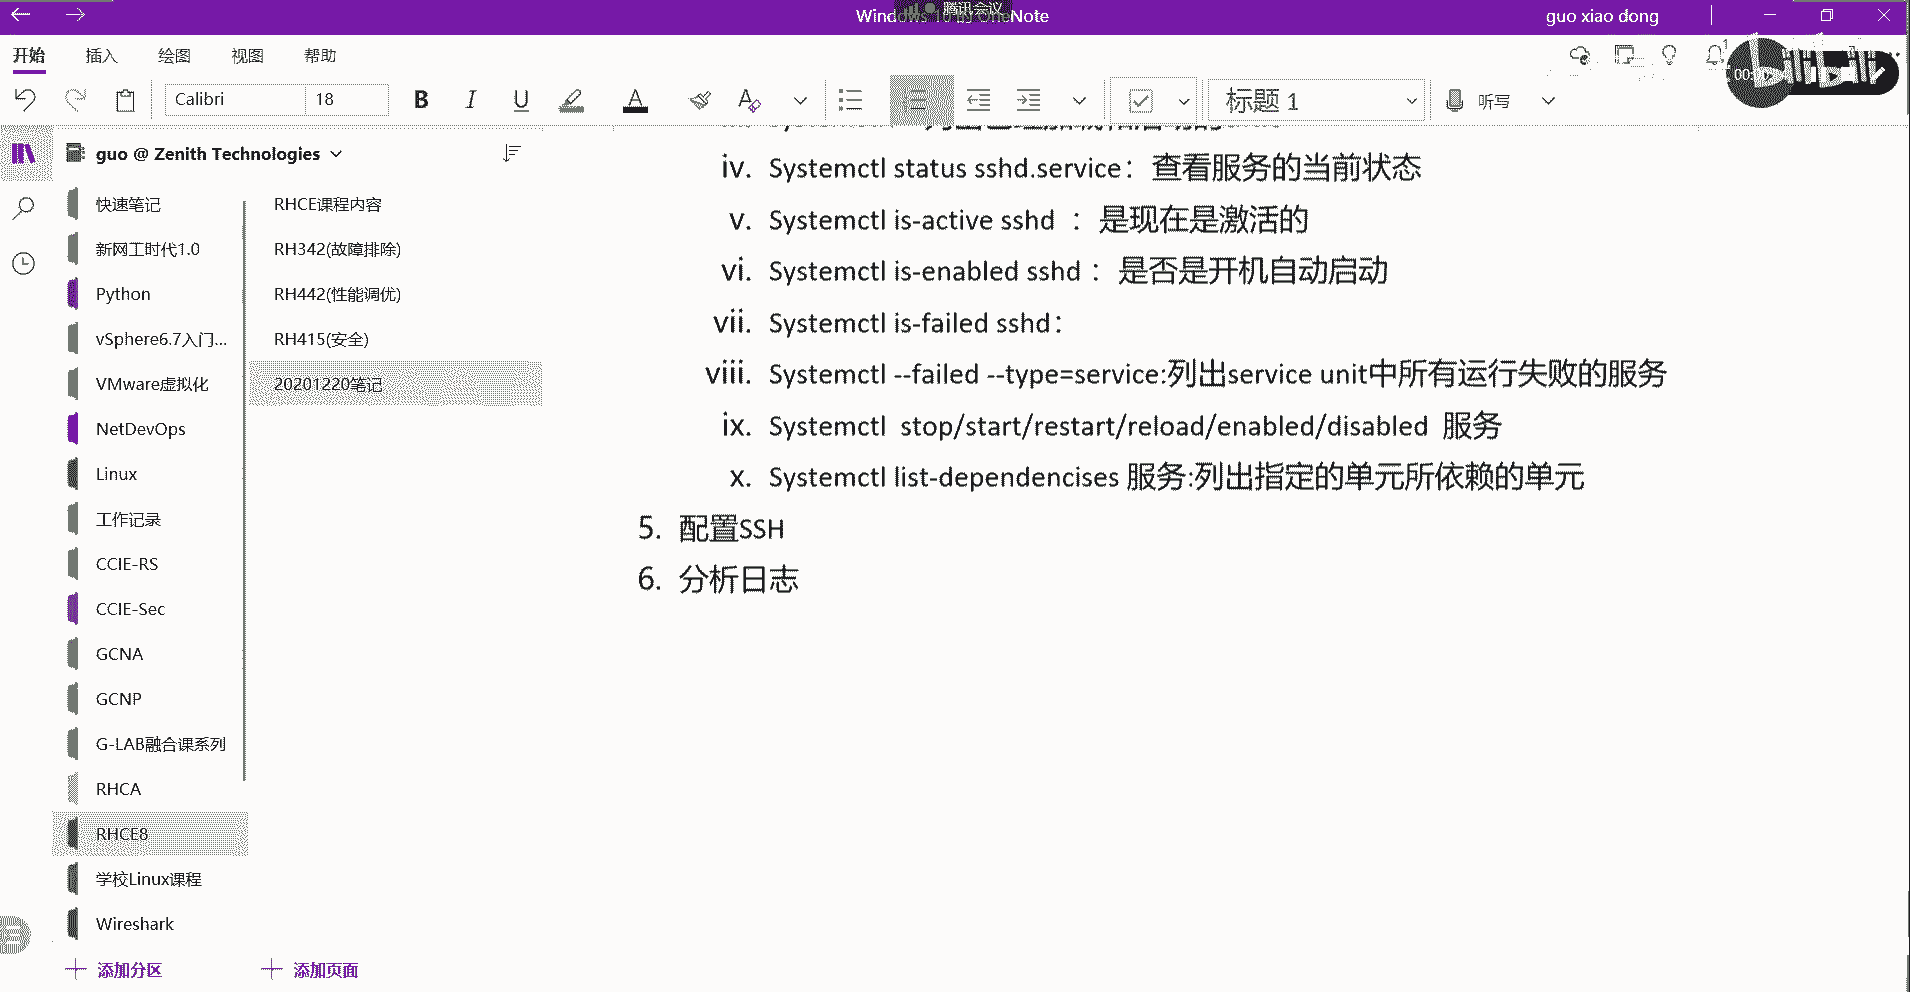 Windows 10 的 OneNote
腾讯会议
guo xiao dong
开始 插入 绘图 视图 帮助
Calibri 18 B I U A 标题 1 听写
guo @ Zenith Technologies
快速笔记
新网工时代1.0
Python
vSphere6.7入门...
VMware虚拟化
NetDevOps
Linux
工作记录
CCIE-RS
CCIE-Sec
GCNA
GCNP
G-LAB融合课系列
RHCA
RHCE8
学校Linux课程
Wireshark
添加分区
RHCE课程内容
RH342(故障排除)
RH442(性能调优)
RH415(安全)
20201220笔记
添加页面
iv. Systemctl status sshd.service：查看服务的当前状态
v. Systemctl is-active sshd ：是现在是激活的
vi. Systemctl is-enabled sshd：是否是开机自动启动
vii. Systemctl is-failed sshd：
viii. Systemctl --failed --type=service:列出service unit中所有运行失败的服务
ix. Systemctl stop/start/restart/reload/enabled/disabled 服务
x. Systemctl list-dependencises 服务:列出指定的单元所依赖的单元
5. 配置SSH
6. 分析日志